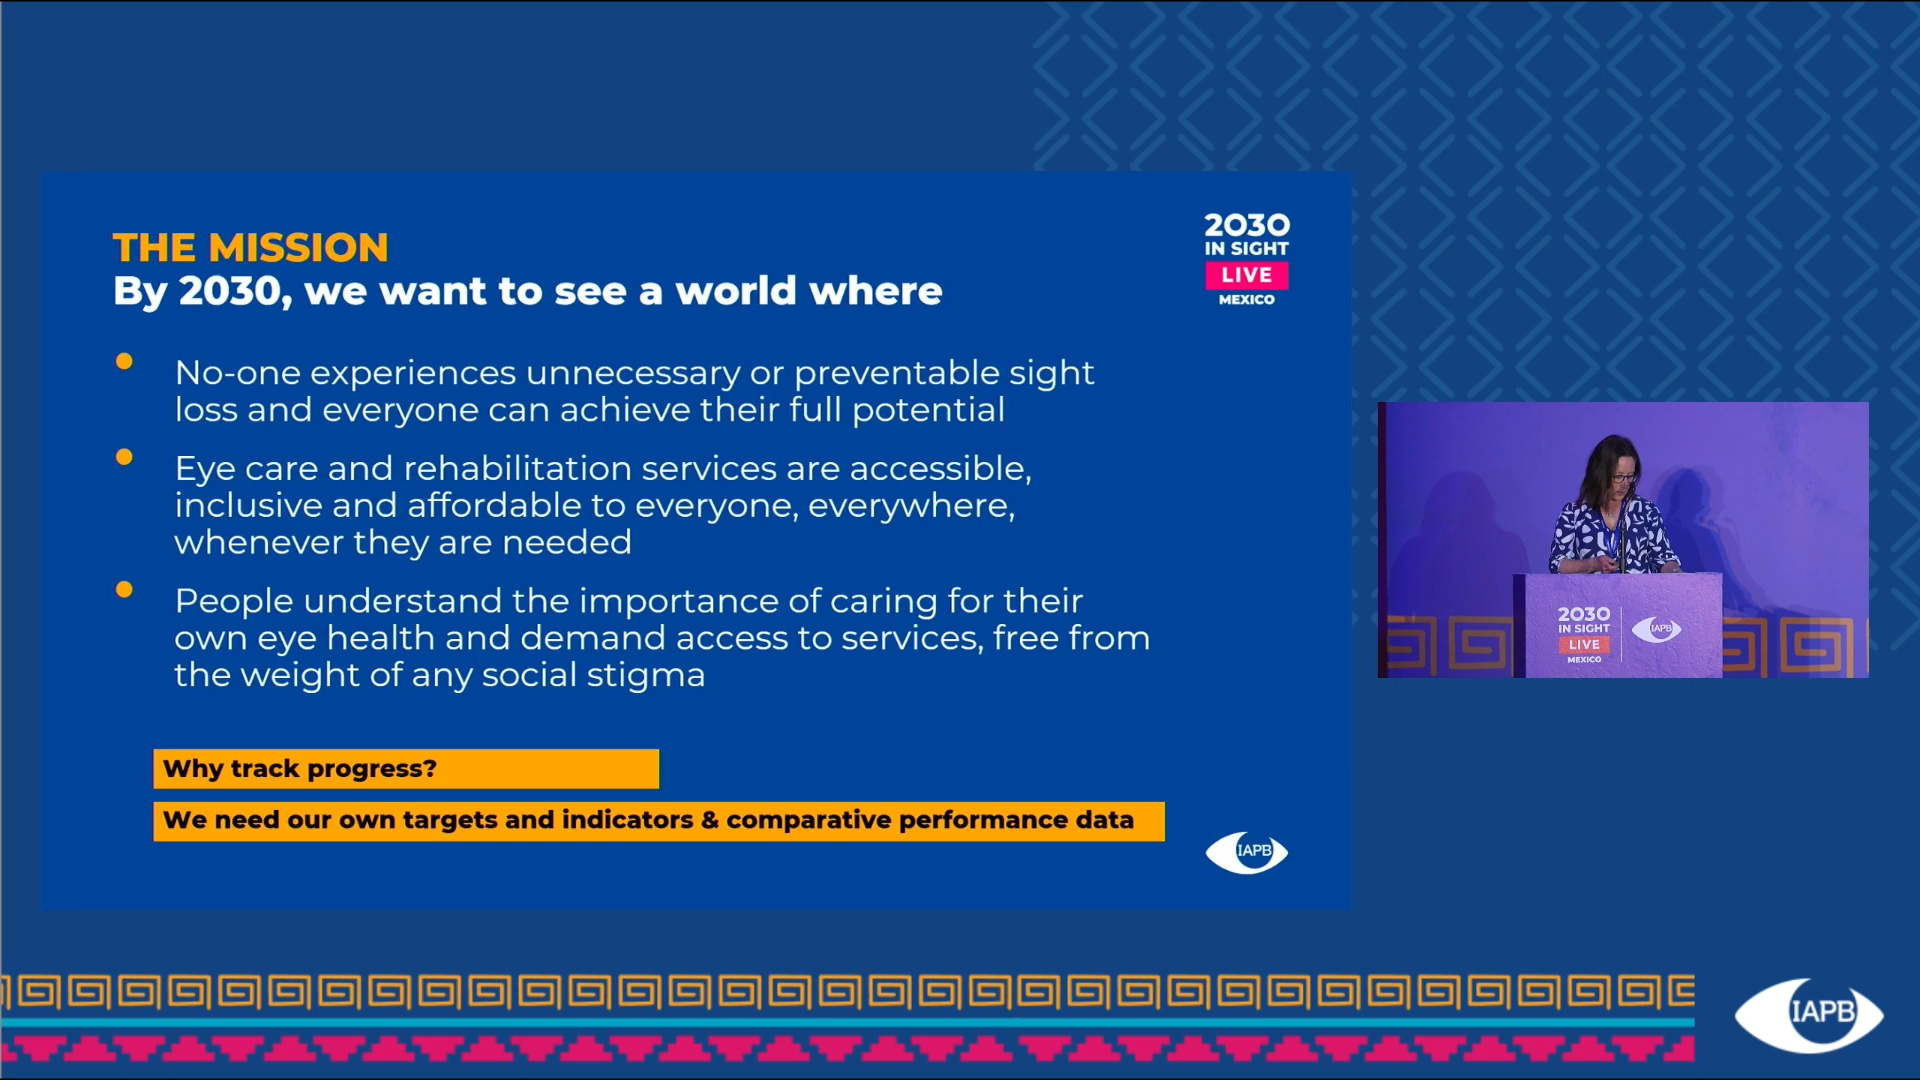 THE MISSION
By 2030, we want to see a world where
2030
IN SIGHT
LIVE
MEXICO
No-one experiences unnecessary or preventable sight
loss and everyone can achieve their full potential
Eye care and rehabilitation services are accessible,
inclusive and affordable to everyone, everywhere,
whenever they are needed
People understand the importance of caring for their
own eye health and demand access to services, free from
the weight of any social stigma
Why track progress?
We need our own targets and indicators & comparative performance data
IAPB
2030
IN SIGHT
LIVE
MEXICO
IAPB
IAPB